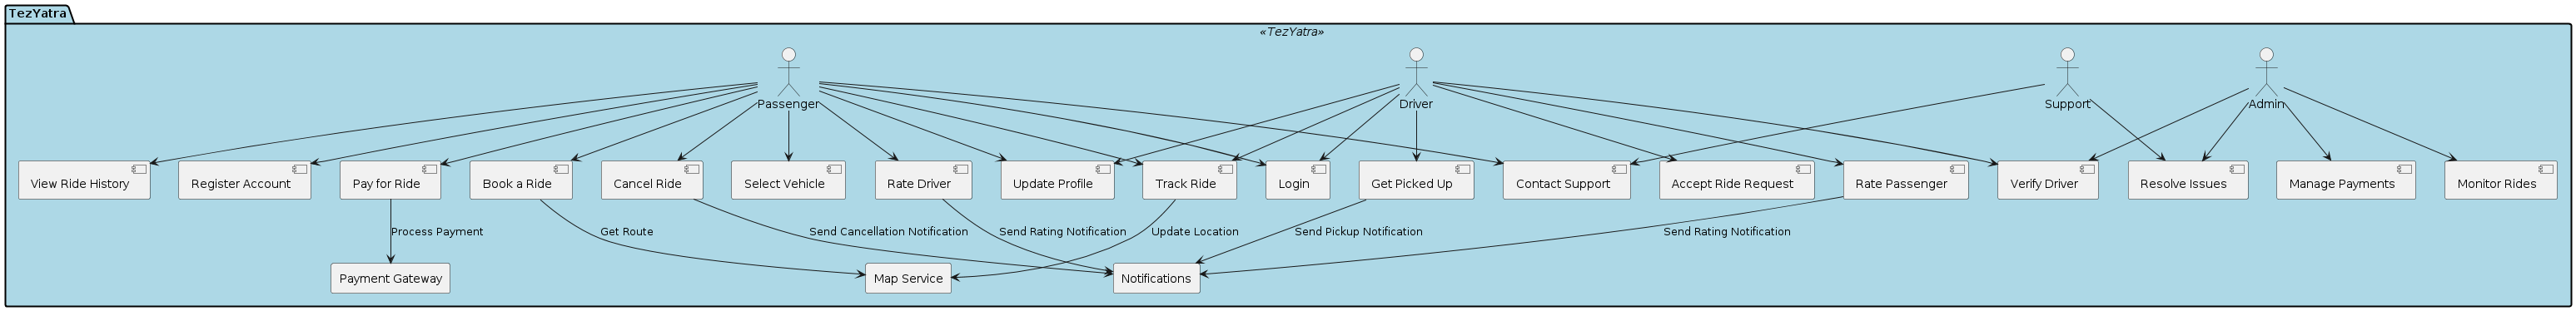 TezYatra
«TezYatra»
Passenger
Driver
Support
Admin
View Ride History
Register Account
Pay for Ride
Book a Ride
Cancel Ride
Select Vehicle
Rate Driver
Update Profile
Track Ride
Login
Get Picked Up
Contact Support
Accept Ride Request
Rate Passenger
Verify Driver
Resolve Issues
Manage Payments
Monitor Rides
Process Payment
Get Route
Send Cancellation Notification
Send Rating Notification
Update Location
Send Pickup Notification
Send Rating Notification
Payment Gateway
Map Service
Notifications